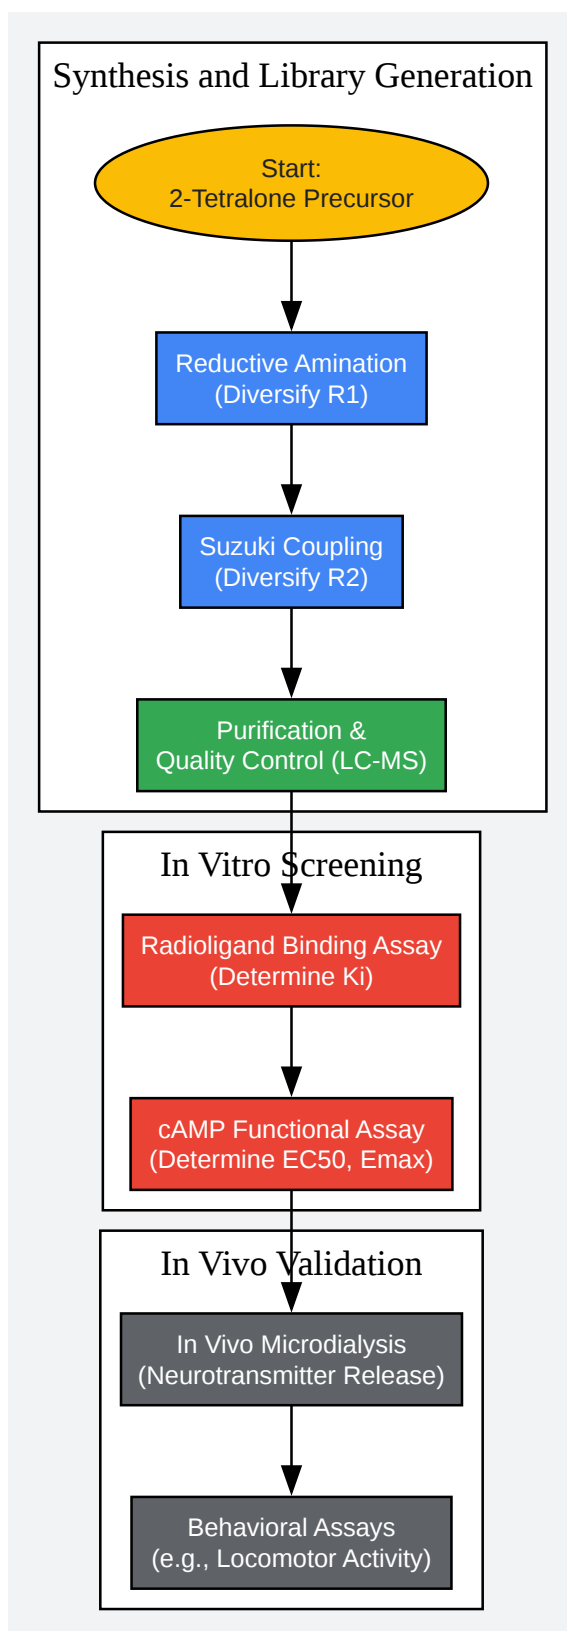 Synthesis and Library Generation
Start:
2-Tetralone Precursor
Reductive Amination
(Diversify R1)
Suzuki Coupling
(Diversify R2)
Purification &
Quality Control (LC-MS)
In Vitro Screening
Radioligand Binding Assay
(Determine Ki)
cAMP Functional Assay
(Determine EC50, Emax)
In Vivo Validation
In Vivo Microdialysis
(Neurotransmitter Release)
Behavioral Assays
(e.g., Locomotor Activity)